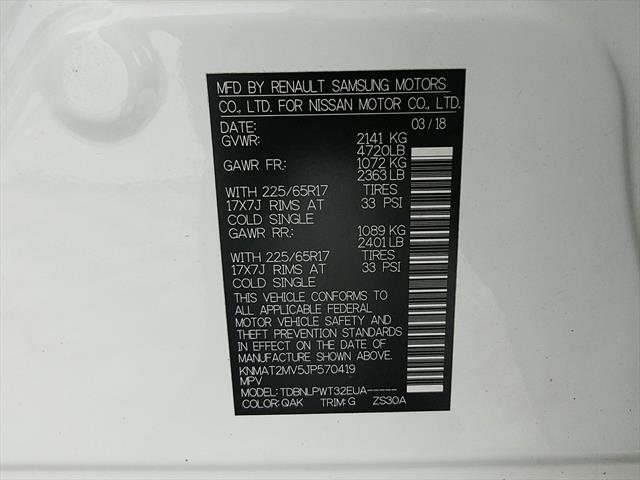 MFD BY RENAULT SAMSUNG MOTORS
CO., LTD. FOR NISSAN MOTOR CO., LTD.
DATE: 03/18
GVWR: 2141 KG
4720LB
GAWR FR: 1072 KG
2363 LB
WITH 225/65R17 TIRES
17X7J RIMS AT 33 PSI
COLD SINGLE
GAWR RR: 1089 KG
2401 LB
WITH 225/65R17 TIRES
17X7J RIMS AT 33 PSI
COLD SINGLE
THIS VEHICLE CONFORMS TO
ALL APPLICABLE FEDERAL
MOTOR VEHICLE SAFETY AND
THEFT PREVENTION STANDARDS
IN EFFECT ON THE DATE OF
MANUFACTURE SHOWN ABOVE.
KNMAT2MV5JP570419
MPV
MODEL: TDBNLPWT32EUA-----
COLOR: QAK TRIM: G ZS30A